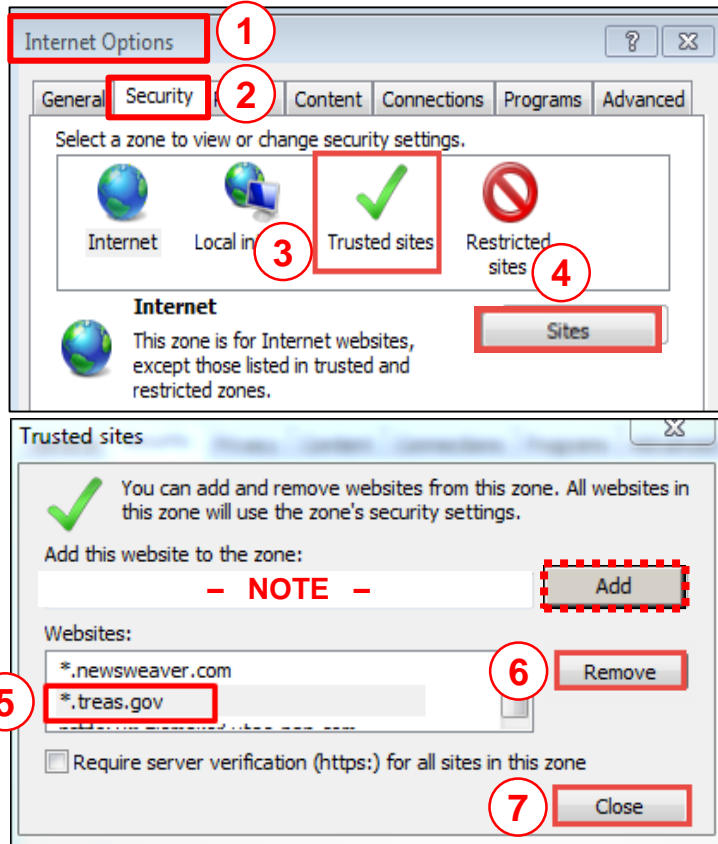 Internet Options
1
General Security 2 Content Connections Programs Advanced
Select a zone to view or change security settings.
Internet Local in 3 Trusted sites Restricted
sites 4
Internet
Sites
This zone is for Internet websites,
except those listed in trusted and
restricted zones.
Trusted sites
You can add and remove websites from this zone. All websites in
this zone will use the zone's security settings.
Add this website to the zone:
– NOTE –
Add
Websites:
*.newsweaver.com
6 Remove
5 *.treas.gov
Require server verification (https:) for all sites in this zone
7 Close